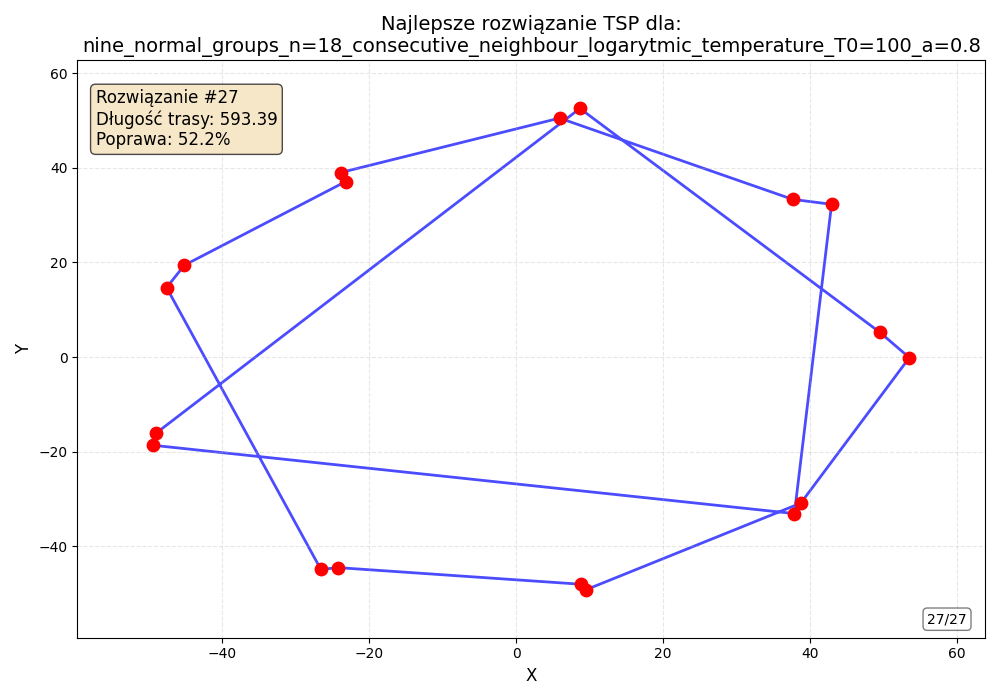 Najlepsze rozwiązanie TSP dla:
nine_normal_groups_n=18_consecutive_neighbour_logarytmic_temperature_T0=100_a=0.8
Rozwiązanie #27
Długość trasy: 593.39
Poprawa: 52.2%
60
40
20
0
−20
−40
Y
−40
−20
0
20
40
60
X
27/27